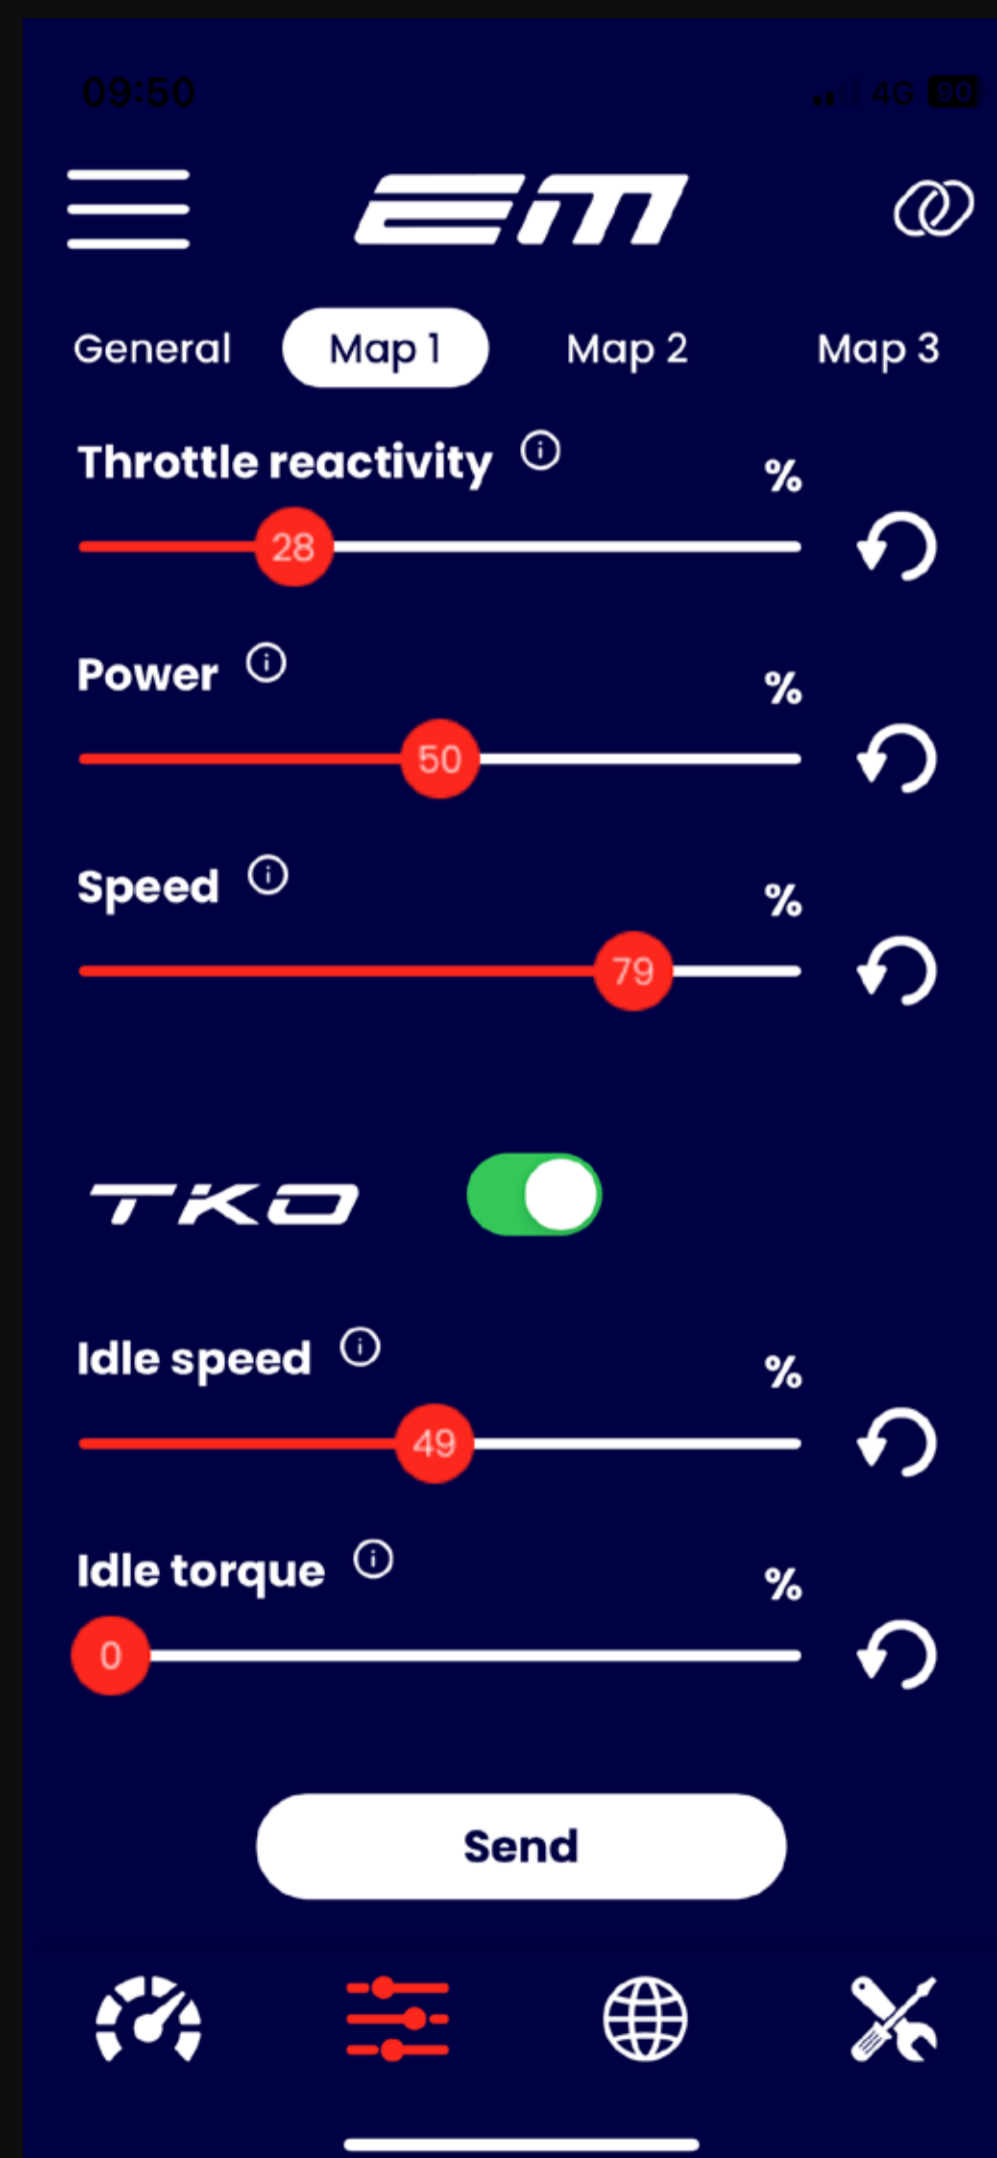 09:50 4G 90
EM
General Map 1 Map 2 Map 3
Throttle reactivity %
28
Power %
50
Speed %
79
TKO
Idle speed %
49
Idle torque %
0
Send